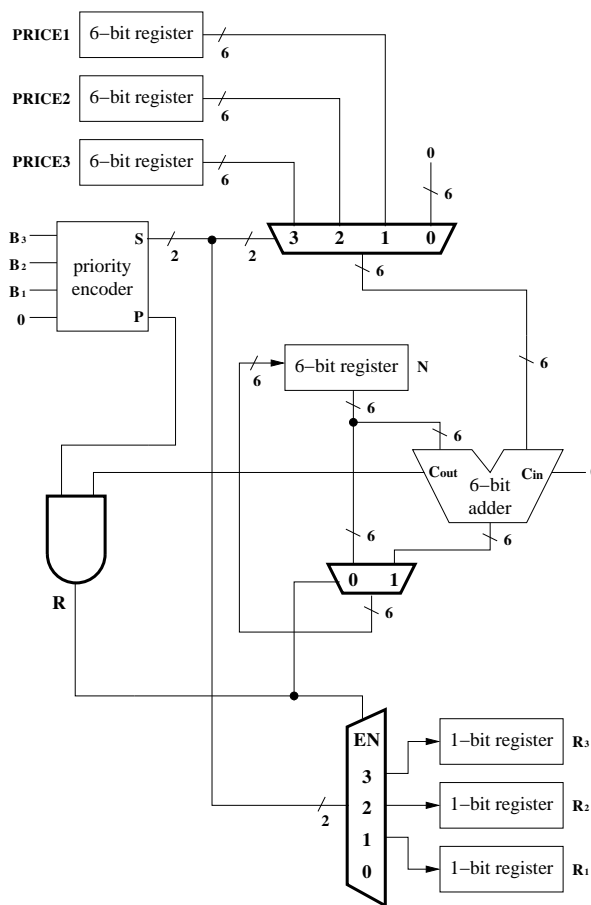 PRICE1 6−bit register
6
PRICE2 6−bit register
6
PRICE3 6−bit register
6
0
6
B3
B2
B1
0
priority
encoder
S
P
2
2
3 2 1 0
6
6
6−bit register N
6
6
6
Cout
Cin
6−bit
adder
6
6
0 1
6
R
EN
3
2
1
0
2
1−bit register R3
1−bit register R2
1−bit register R1